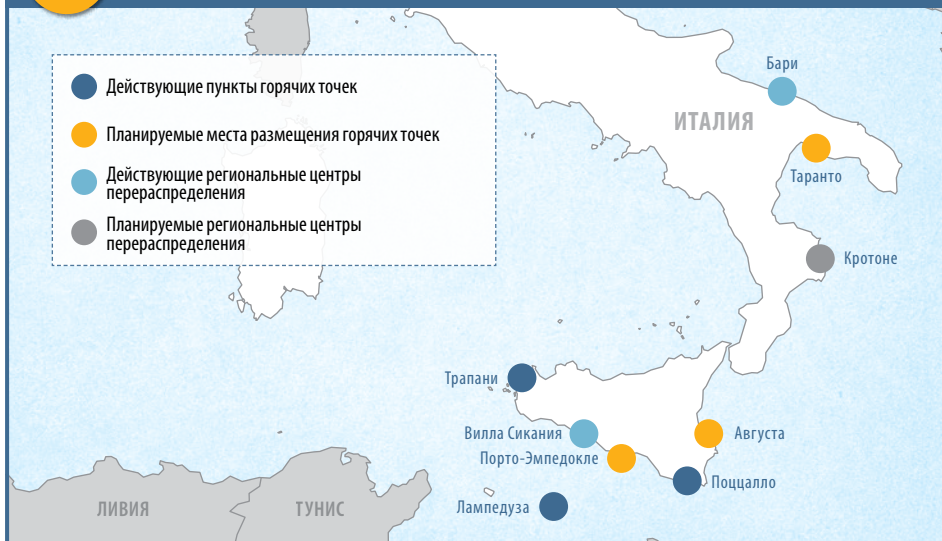 Действующие пункты горячих точек
Планируемые места размещения горячих точек
Действующие региональные центры
перераспределения
Планируемые региональные центры
перераспределения
Бари
ИТАЛИЯ
Таранто
Кротоне
Трапани
Вилла Сикания
Августа
Порто-Эмпедокле
Поццалло
Лампедуза
ЛИВИЯ
ТУНИС